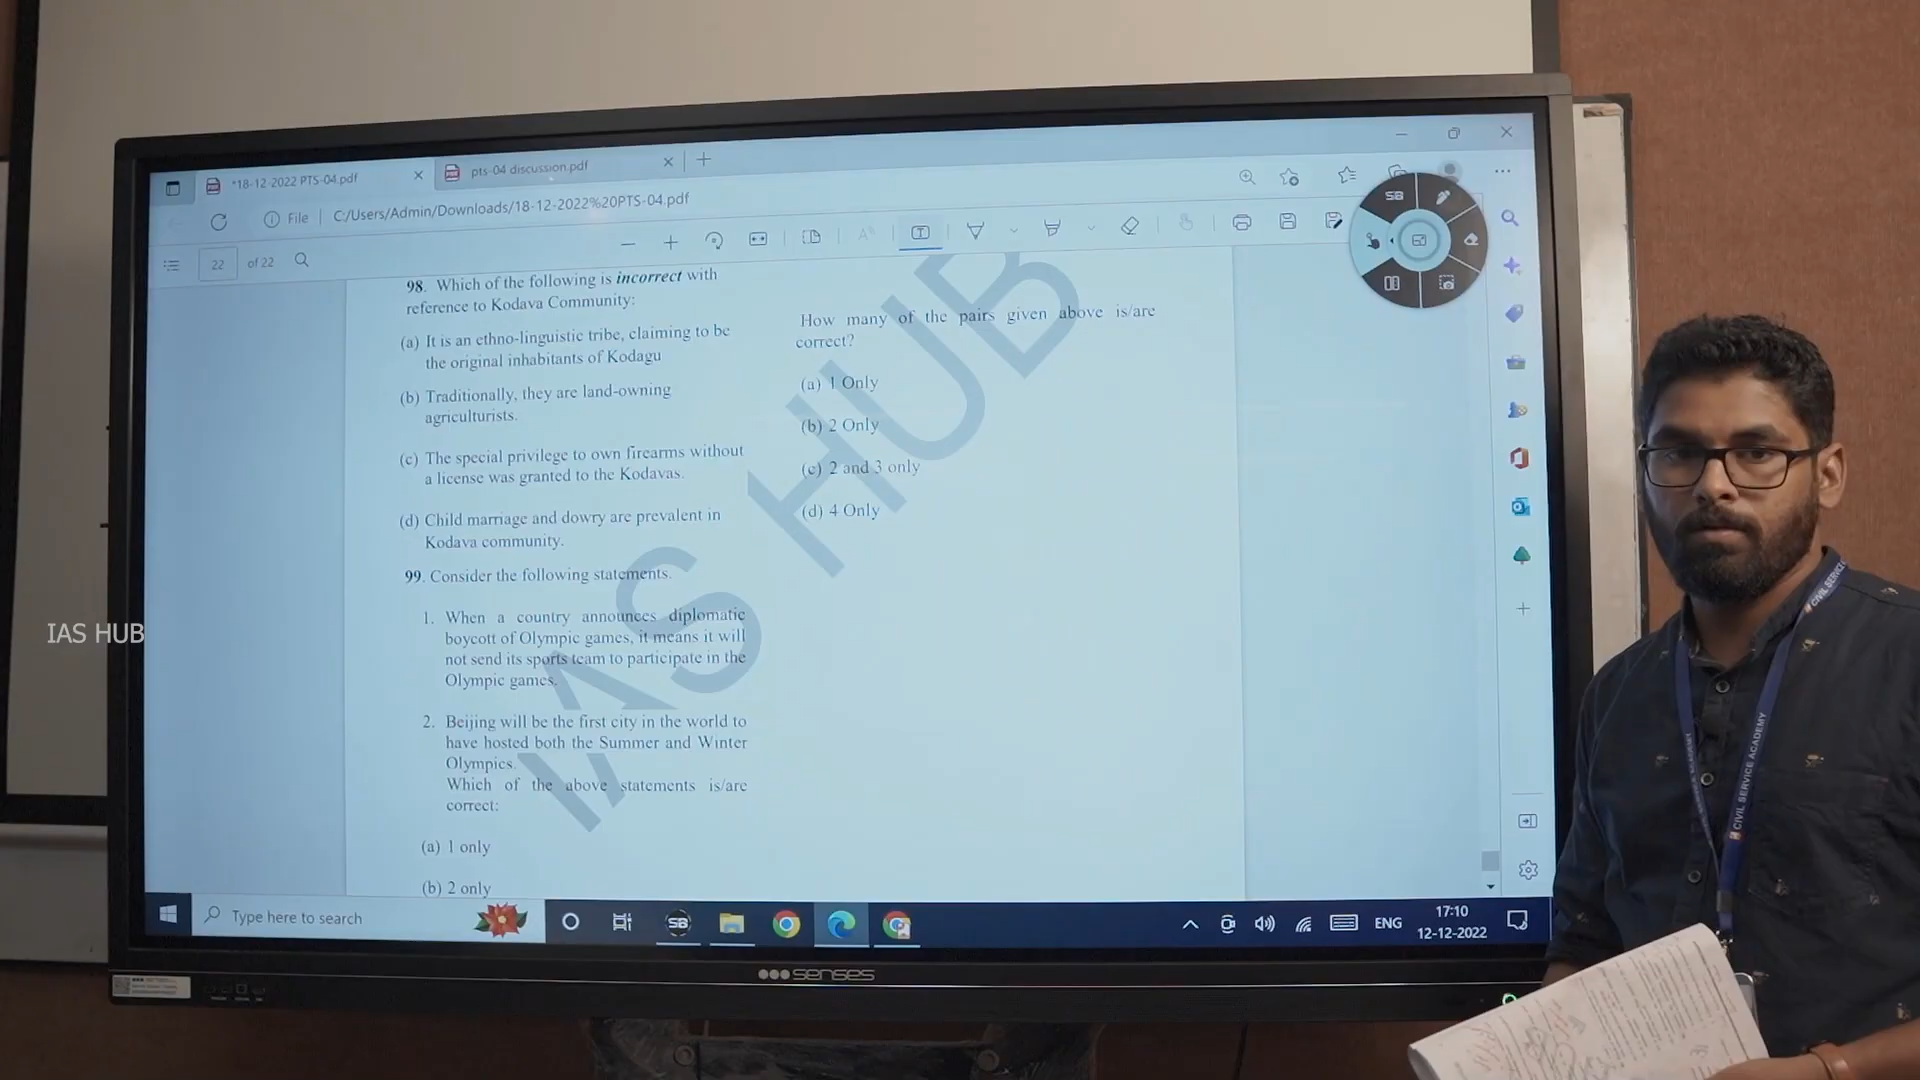 *18-12-2022 PTS-04.pdf
pts-04 discussion.pdf
File
C:/Users/Admin/Downloads/18-12-2022%20PTS-04.pdf
22 of 22
SB
98. Which of the following is incorrect with
reference to Kodava Community:
(a) It is an ethno-linguistic tribe, claiming to be
the original inhabitants of Kodagu
(b) Traditionally, they are land-owning
agriculturists.
(c) The special privilege to own firearms without
a license was granted to the Kodavas.
(d) Child marriage and dowry are prevalent in
Kodava community.
99. Consider the following statements.
1. When a country announces diplomatic
boycott of Olympic games, it means it will
not send its sports team to participate in the
Olympic games.
2. Beijing will be the first city in the world to
have hosted both the Summer and Winter
Olympics.
Which of the above statements is/are
correct:
(a) 1 only
(b) 2 only
How many of the pairs given above is/are
correct?
(a) 1 Only
(b) 2 Only
(c) 2 and 3 only
(d) 4 Only
IAS HUB
IAS HUB
Type here to search
SB
ENG
17:10
12-12-2022
senses
CIVIL SERVICE ACADEMY
CIVIL SERVICE